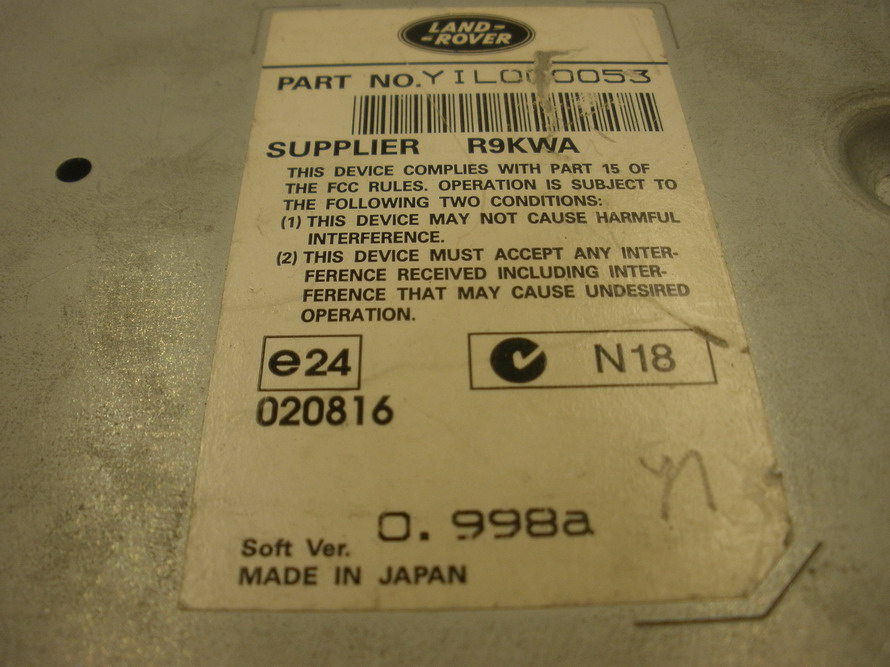 LAND-
-ROVER
PART NO. YIL000053
SUPPLIER R9KWA
THIS DEVICE COMPLIES WITH PART 15 OF
THE FCC RULES. OPERATION IS SUBJECT TO
THE FOLLOWING TWO CONDITIONS:
(1) THIS DEVICE MAY NOT CAUSE HARMFUL
INTERFERENCE.
(2) THIS DEVICE MUST ACCEPT ANY INTER-
FERENCE RECEIVED INCLUDING INTER-
FERENCE THAT MAY CAUSE UNDESIRED
OPERATION.
e24
N18
020816
Soft Ver. 0.998a
MADE IN JAPAN